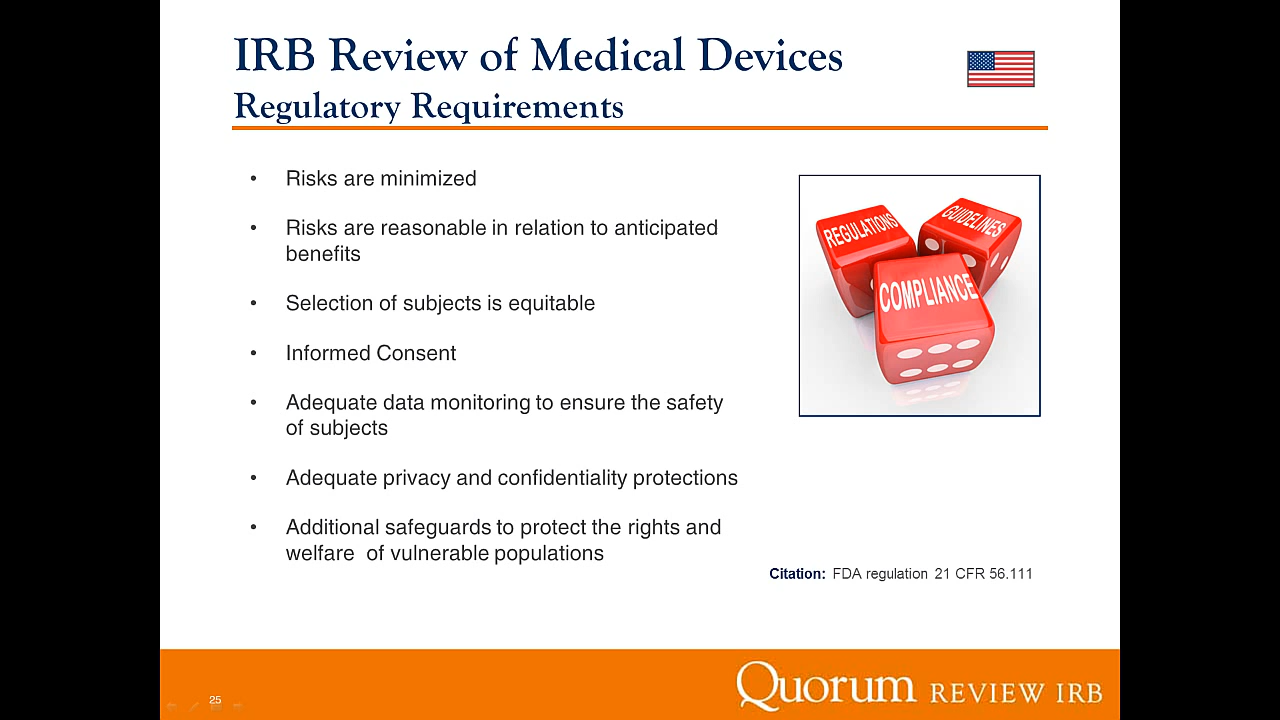 IRB Review of Medical Devices
Regulatory Requirements
• Risks are minimized
• Risks are reasonable in relation to anticipated
benefits
• Selection of subjects is equitable
• Informed Consent
• Adequate data monitoring to ensure the safety
of subjects
• Adequate privacy and confidentiality protections
• Additional safeguards to protect the rights and
welfare  of vulnerable populations
REGULATIONS
GUIDELINES
COMPLIANCE
Citation: FDA regulation 21 CFR 56.111
25
Quorum REVIEW IRB